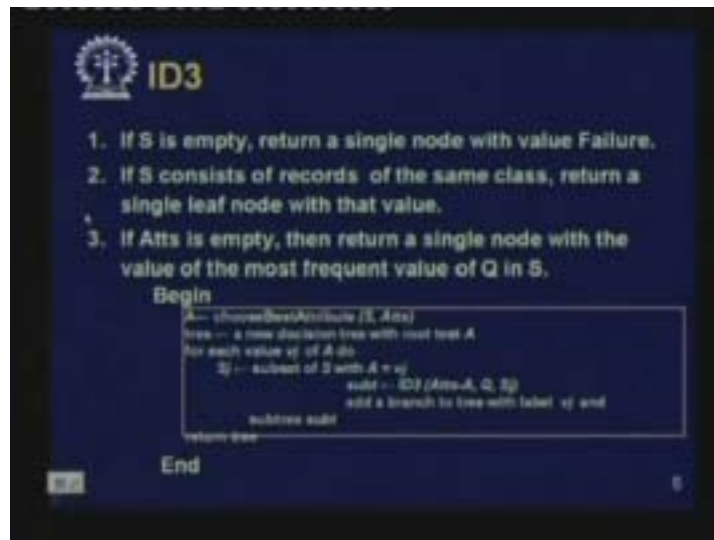 ID3
1. If S is empty, return a single node with value Failure.
2. If S consists of records of the same class, return a
single leaf node with that value.
3. If Atts is empty, then return a single node with the
value of the most frequent value of Q in S.
Begin
A ← chooseBestAttribute (S, Atts)
tree ← a new decision tree with root test A
for each value vj of A do
Sj ← subset of S with A = vj
subt ← ID3 (Atts-A, Q, Sj)
add a branch to tree with label vj and
subtree subt
return tree
End